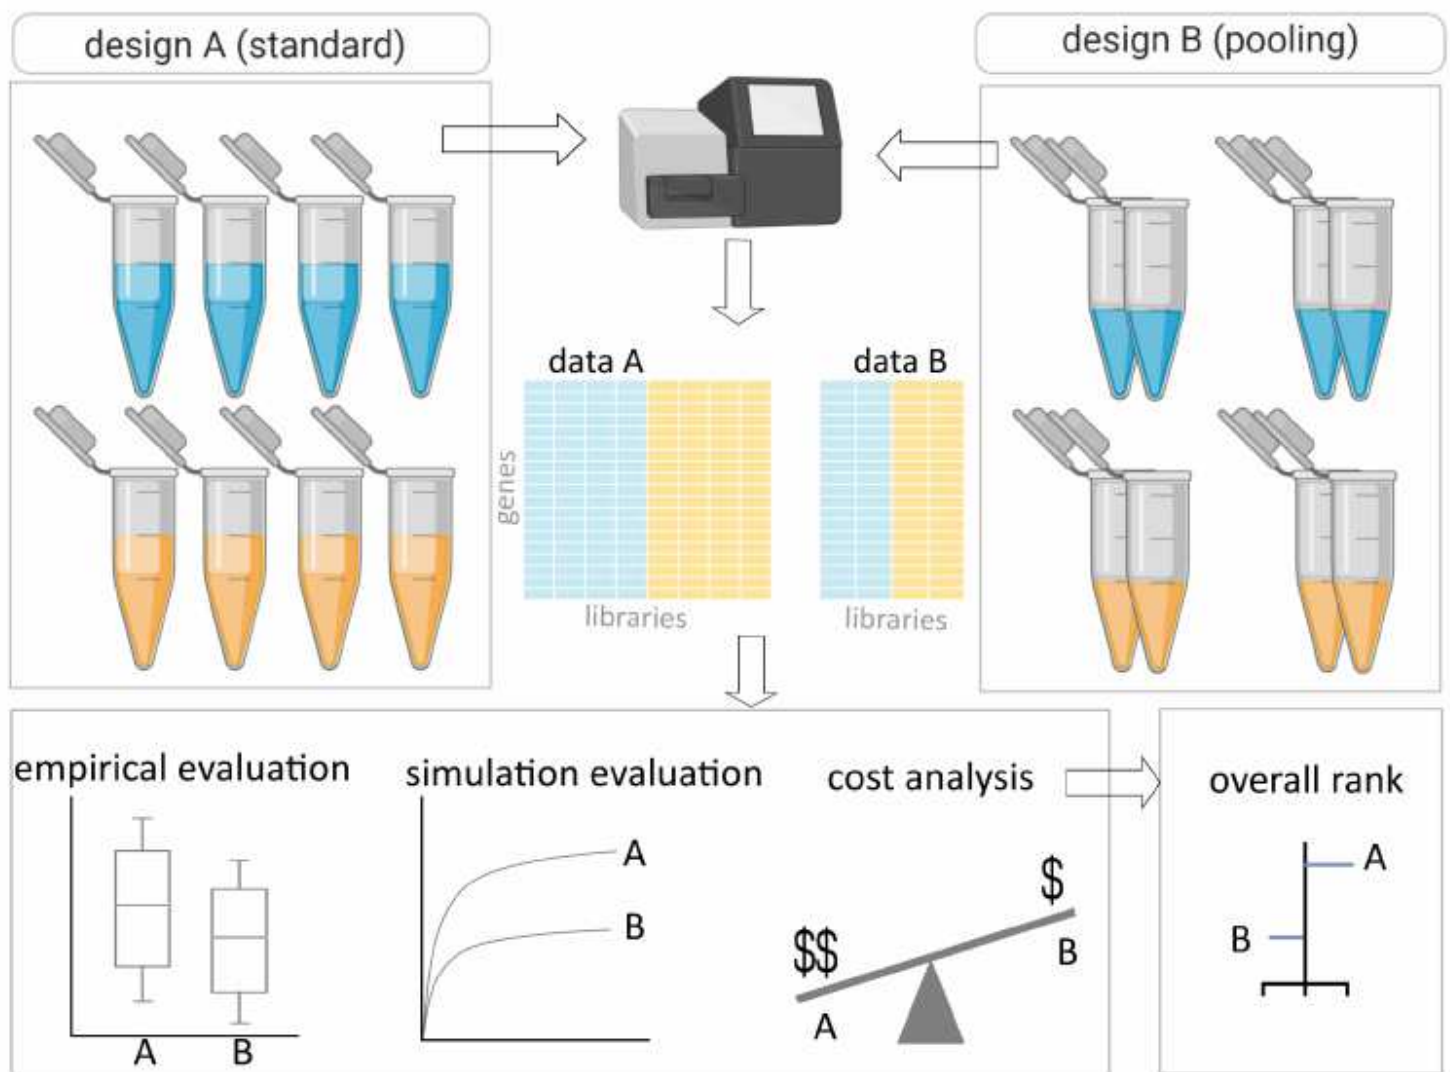 design A (standard)
design B (pooling)
data A
data B
genes
libraries
libraries
empirical evaluation
A
B
simulation evaluation
A
B
cost analysis
$$
$
A
B
overall rank
A
B